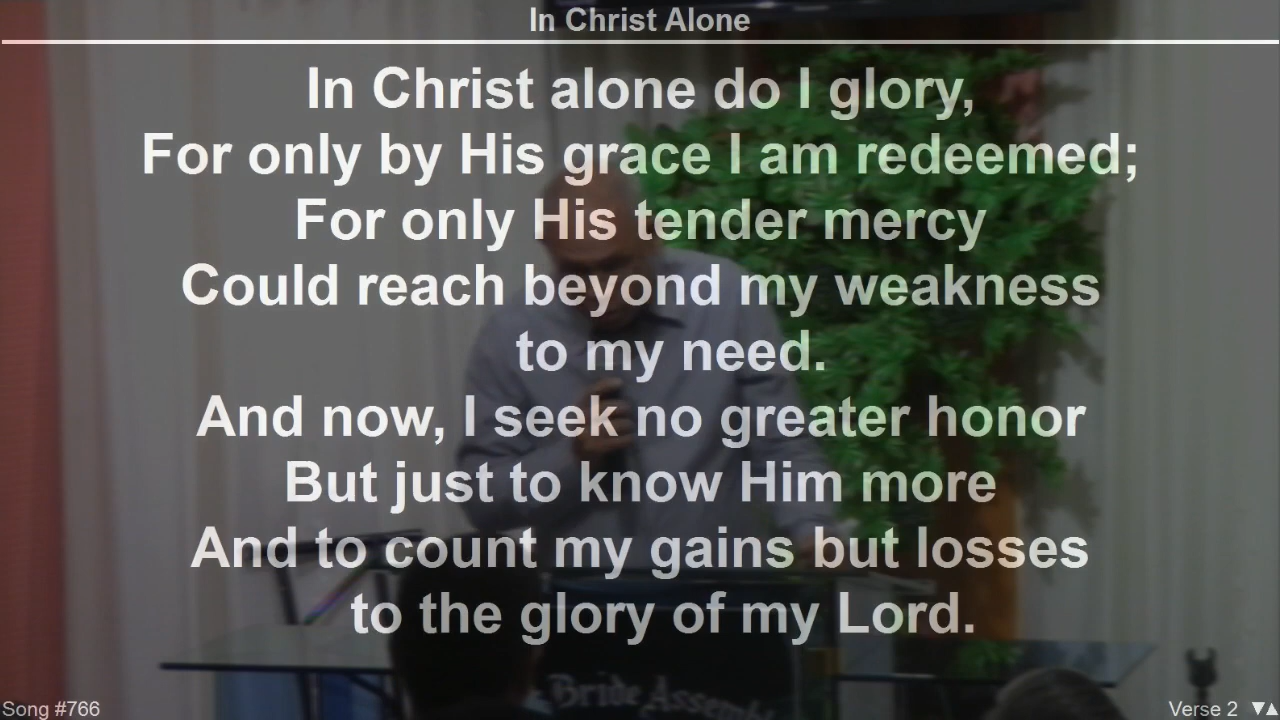 In Christ Alone
In Christ alone do I glory,
For only by His grace I am redeemed;
For only His tender mercy
Could reach beyond my weakness
to my need.
And now, I seek no greater honor
But just to know Him more
And to count my gains but losses
to the glory of my Lord.
Bride Assembly
Song #766
Verse 2 ▼▲